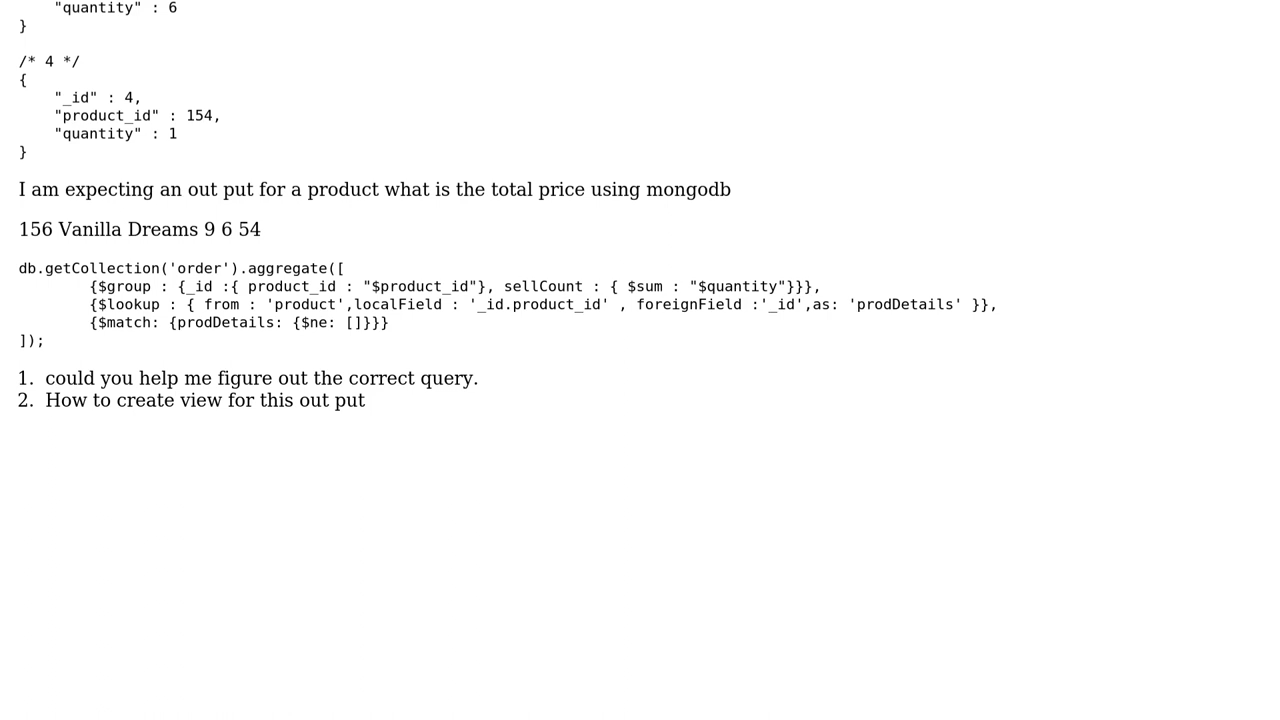 "quantity" : 6
}
/* 4 */
{
    "_id" : 4,
    "product_id" : 154,
    "quantity" : 1
}
I am expecting an out put for a product what is the total price using mongodb
156 Vanilla Dreams 9 6 54
db.getCollection('order').aggregate([
        {$group : {_id :{ product_id : "$product_id"}, sellCount : { $sum : "$quantity"}}},
        {$lookup : { from : 'product',localField : '_id.product_id' , foreignField :'_id',as: 'prodDetails' }},
        {$match: {prodDetails: {$ne: []}}}
]);
1. could you help me figure out the correct query.
2. How to create view for this out put